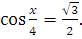 cos x/4 = √3/2.